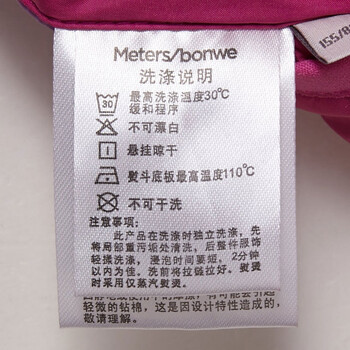 Meters/bonwe
洗涤说明
30
最高洗涤温度30℃
缓和程序
不可漂白
悬挂晾干
熨斗底板最高温度110℃
不可干洗
注意事项:
此产品在洗涤时独立洗涤,先
将局部重污垢处清洗,后整件服饰
轻揉洗涤,浸泡时间要短,2分钟
以内为佳。洗前将拉链拉好。熨烫
时采用仅蒸汽熨烫。
轻微的钻棉,这是因设计特性造成的,
敬请理解。
155/8